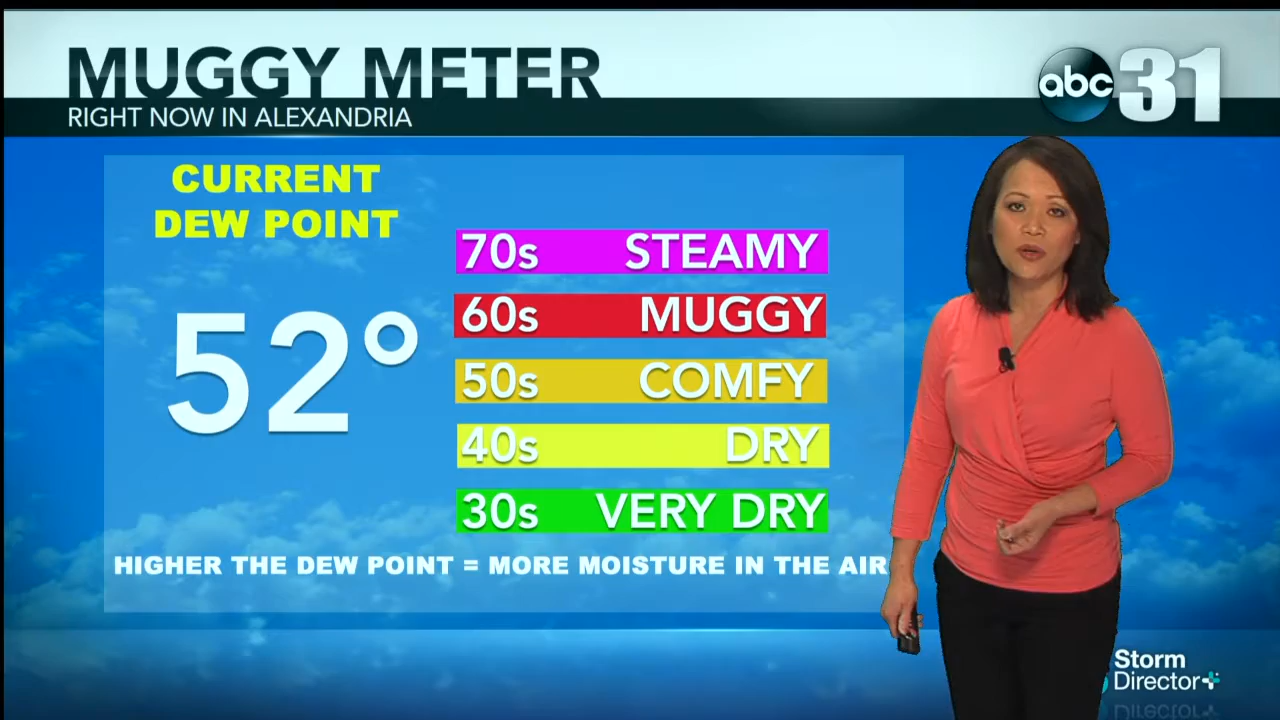 MUGGY METER
RIGHT NOW IN ALEXANDRIA
abc 31
CURRENT
DEW POINT
52°
70s STEAMY
60s MUGGY
50s COMFY
40s DRY
30s VERY DRY
HIGHER THE DEW POINT = MORE MOISTURE IN THE AIR
Storm
Director+